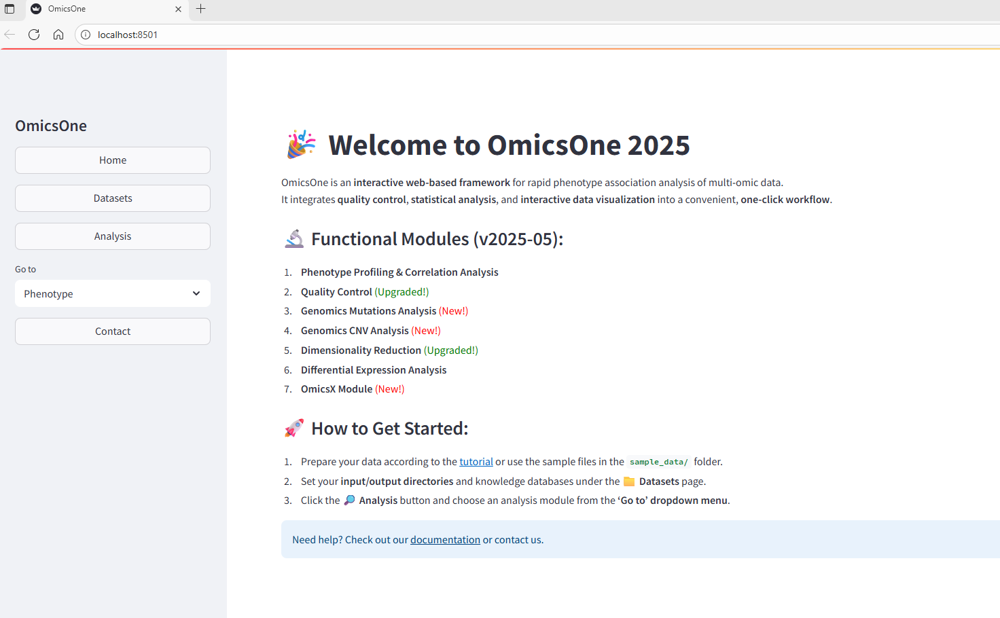 OmicsOne
localhost:8501
OmicsOne
Home
Datasets
Analysis
Go to
Phenotype
Contact
Welcome to OmicsOne 2025
OmicsOne is an interactive web-based framework for rapid phenotype association analysis of multi-omic data.
It integrates quality control, statistical analysis, and interactive data visualization into a convenient, one-click workflow.
Functional Modules (v2025-05):
1. Phenotype Profiling & Correlation Analysis
2. Quality Control (Upgraded!)
3. Genomics Mutations Analysis (New!)
4. Genomics CNV Analysis (New!)
5. Dimensionality Reduction (Upgraded!)
6. Differential Expression Analysis
7. OmicsX Module (New!)
How to Get Started:
1. Prepare your data according to the tutorial or use the sample files in the sample_data/ folder.
2. Set your input/output directories and knowledge databases under the 📁 Datasets page.
3. Click the 🔎 Analysis button and choose an analysis module from the ‘Go to’ dropdown menu.
Need help? Check out our documentation or contact us.